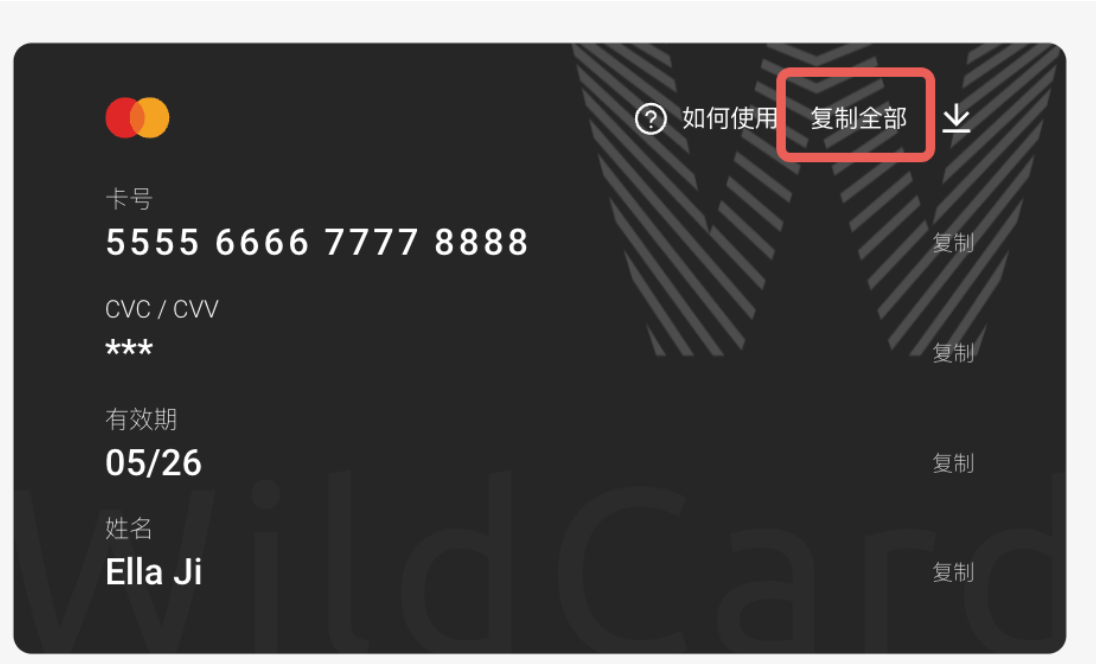 如何使用 复制全部
卡号
5555 6666 7777 8888 复制
CVC / CVV
*** 复制
有效期
05/26 复制
姓名
Ella Ji 复制
WildCard